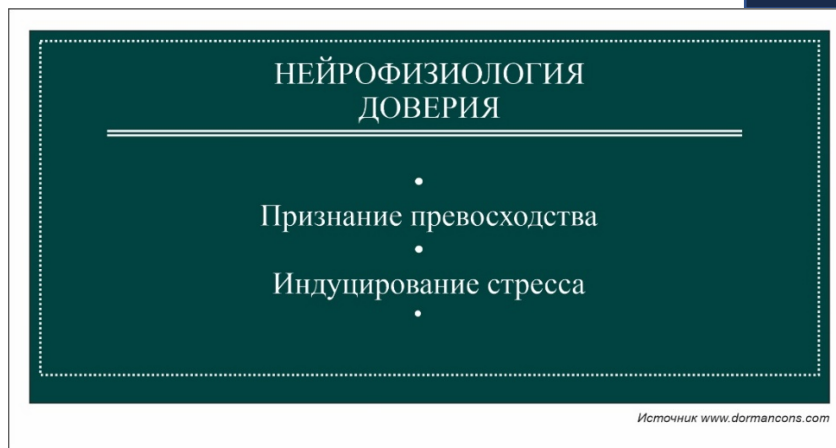 НЕЙРОФИЗИОЛОГИЯ
ДОВЕРИЯ
•
Признание превосходства
•
Индуцирование стресса
•
Источник www.dormancons.com